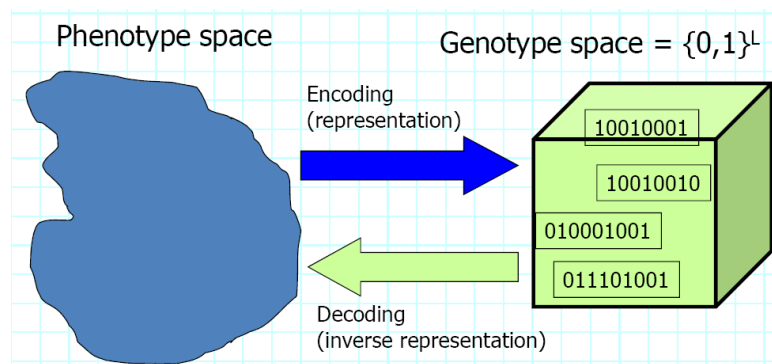 Phenotype space
Genotype space = {0,1}ᴸ
Encoding
(representation)
10010001
10010010
010001001
011101001
Decoding
(inverse representation)